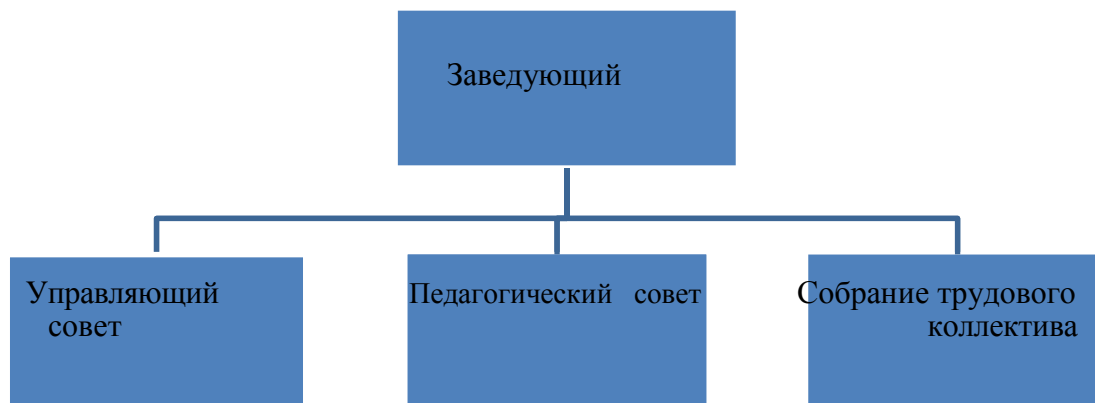 Заведующий
Управляющий
совет
Педагогический совет
Собрание трудового
коллектива